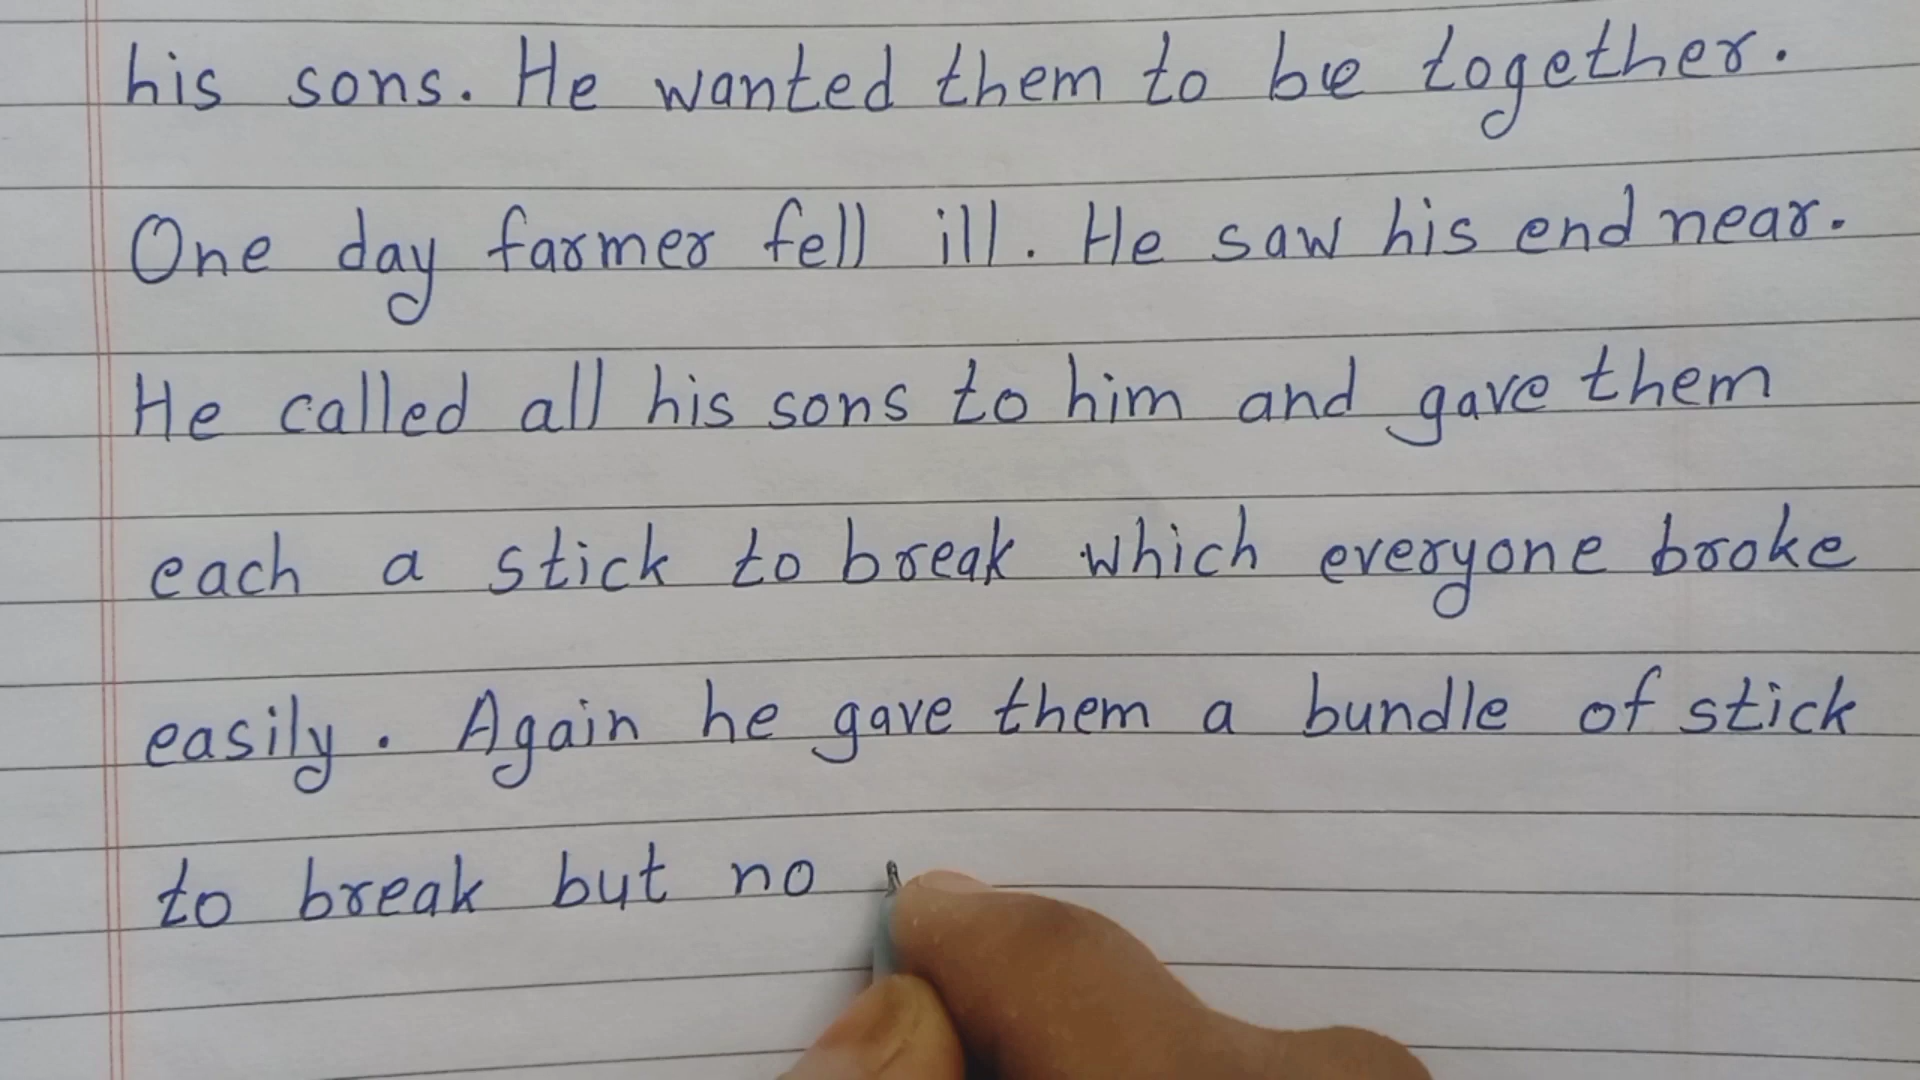 his sons. He wanted them to be together.
One day farmer fell ill. He saw his end near.
He called all his sons to him and gave them
each a stick to break which everyone broke
easily. Again he gave them a bundle of stick
to break but no